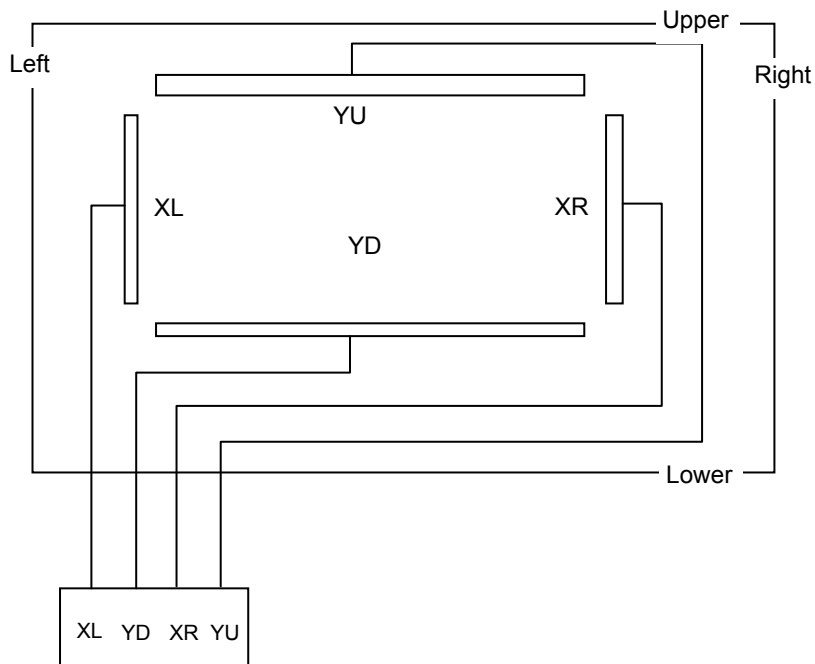 Upper
Left
Right
YU
XL
XR
YD
Lower
XL YD XR YU